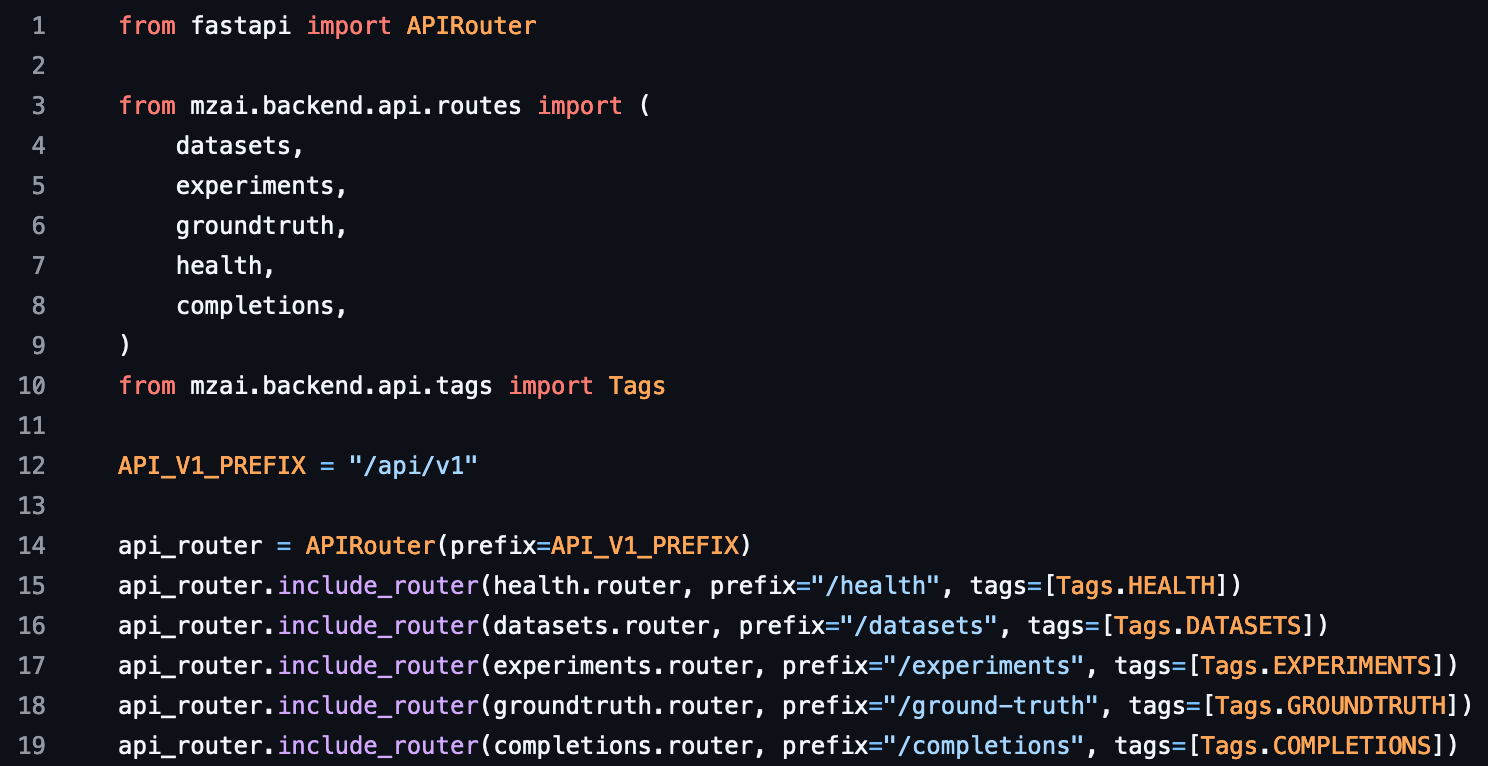 1 from fastapi import APIRouter
2
3 from mzai.backend.api.routes import (
4     datasets,
5     experiments,
6     groundtruth,
7     health,
8     completions,
9 )
10 from mzai.backend.api.tags import Tags
11
12 API_V1_PREFIX = "/api/v1"
13
14 api_router = APIRouter(prefix=API_V1_PREFIX)
15 api_router.include_router(health.router, prefix="/health", tags=[Tags.HEALTH])
16 api_router.include_router(datasets.router, prefix="/datasets", tags=[Tags.DATASETS])
17 api_router.include_router(experiments.router, prefix="/experiments", tags=[Tags.EXPERIMENTS])
18 api_router.include_router(groundtruth.router, prefix="/ground-truth", tags=[Tags.GROUNDTRUTH])
19 api_router.include_router(completions.router, prefix="/completions", tags=[Tags.COMPLETIONS])